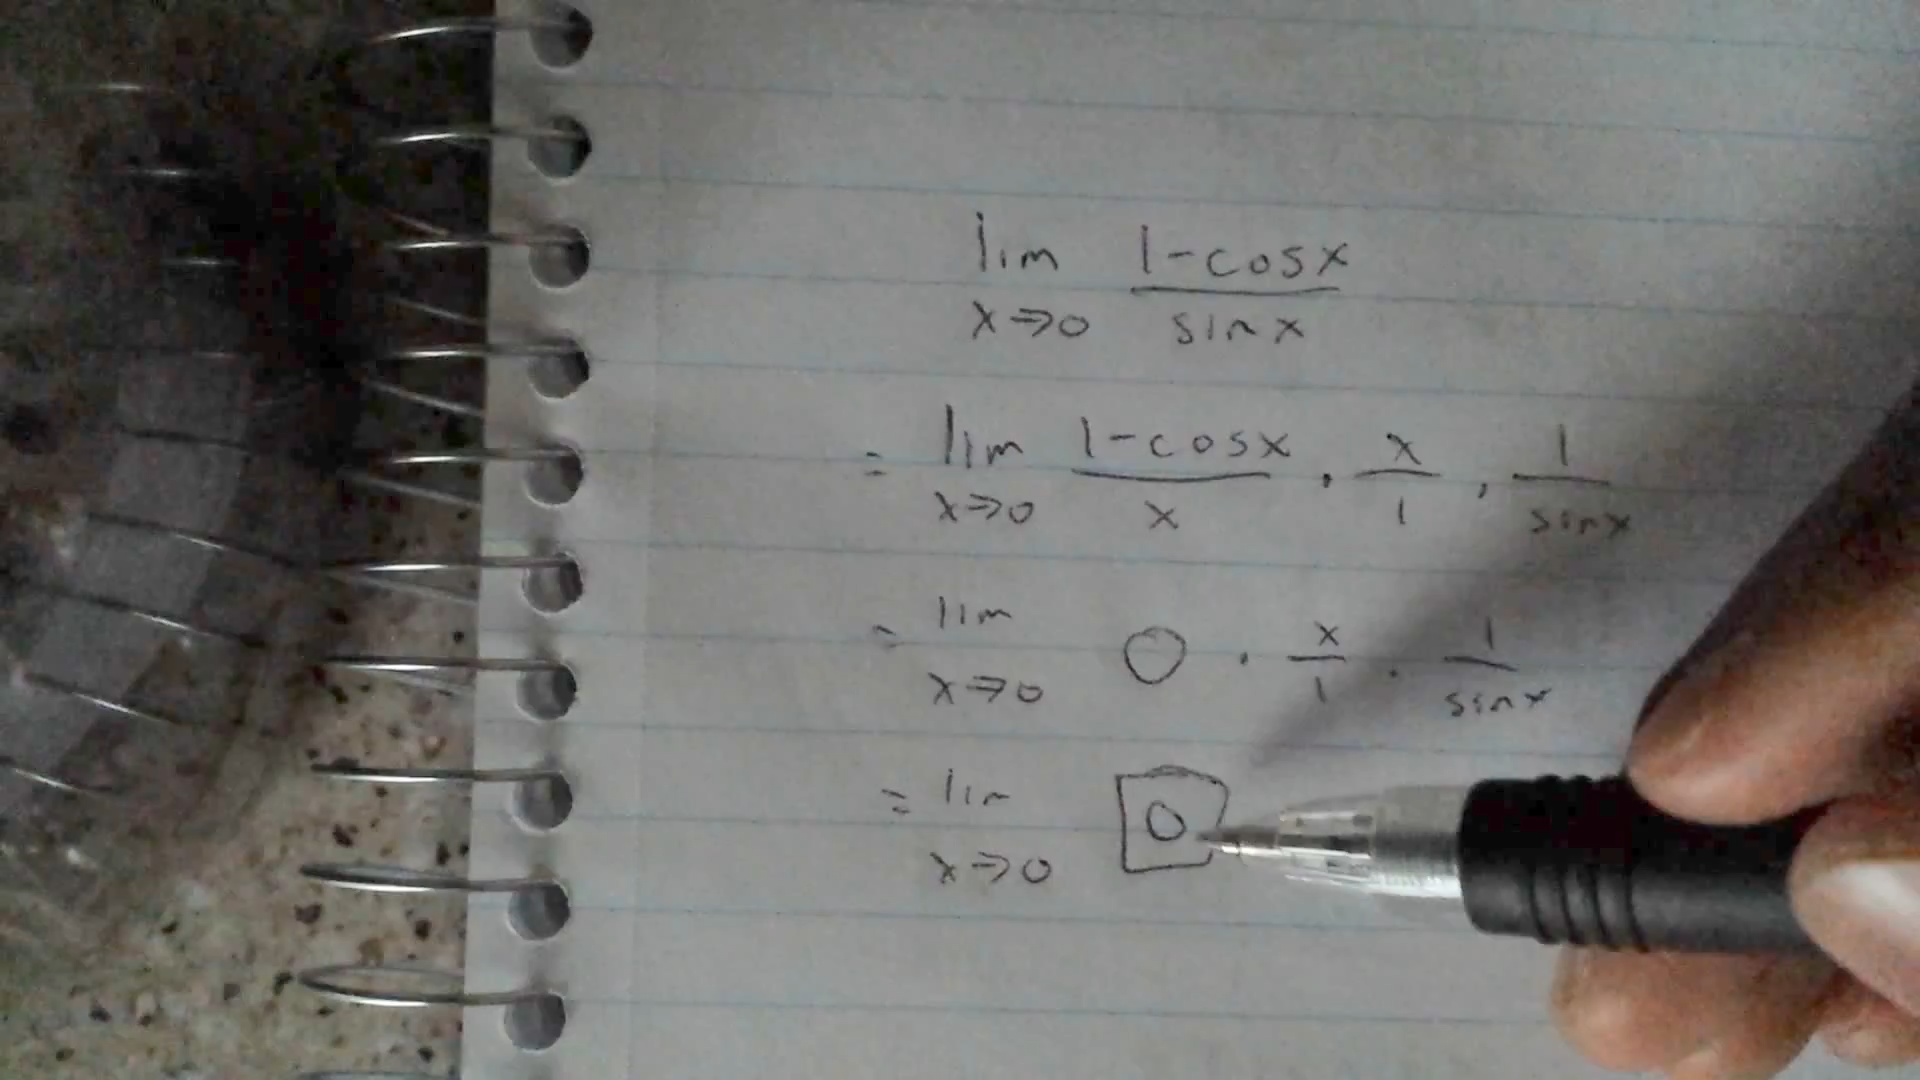 lim 1-cosx
x→0 sinx
= lim 1-cosx . x . 1
x→0 x 1 sinx
= lim 0 . x . 1
x→0 1 sinx
= lim 0
x→0